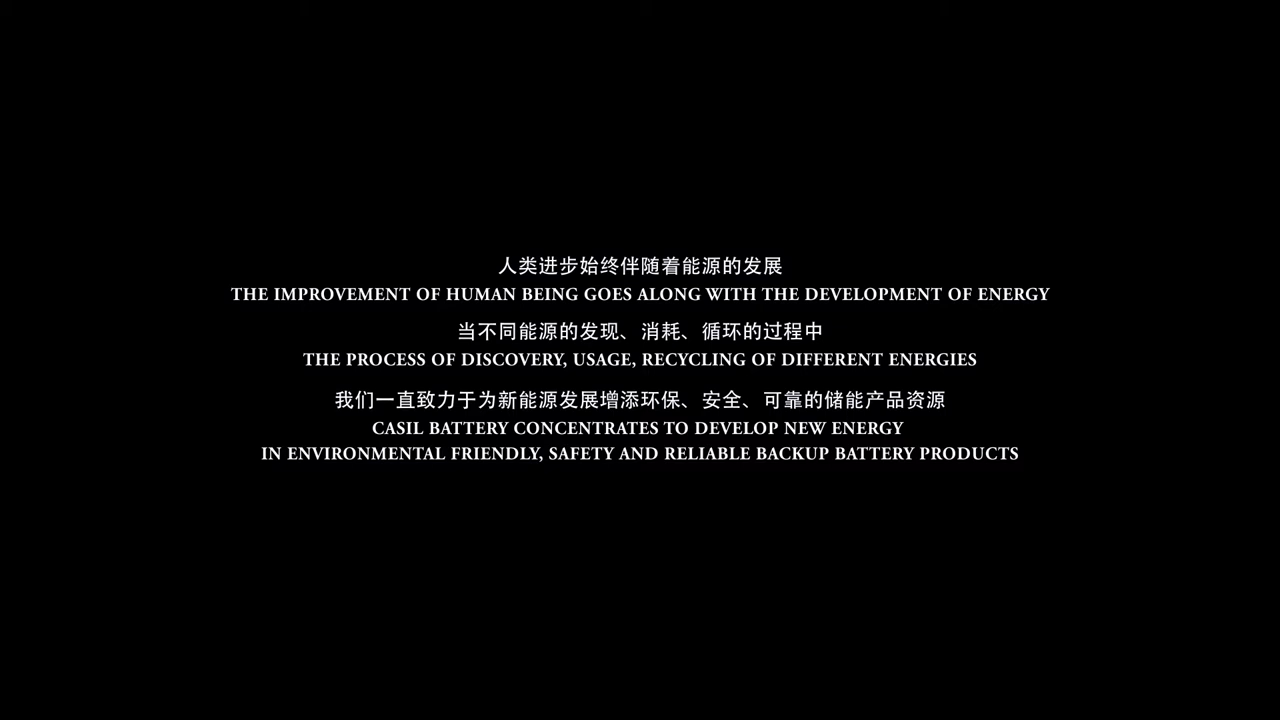 人类进步始终伴随着能源的发展
THE IMPROVEMENT OF HUMAN BEING GOES ALONG WITH THE DEVELOPMENT OF ENERGY
当不同能源的发现、消耗、循环的过程中
THE PROCESS OF DISCOVERY, USAGE, RECYCLING OF DIFFERENT ENERGIES
我们一直致力于为新能源发展增添环保、安全、可靠的储能产品资源
CASIL BATTERY CONCENTRATES TO DEVELOP NEW ENERGY
IN ENVIRONMENTAL FRIENDLY, SAFETY AND RELIABLE BACKUP BATTERY PRODUCTS